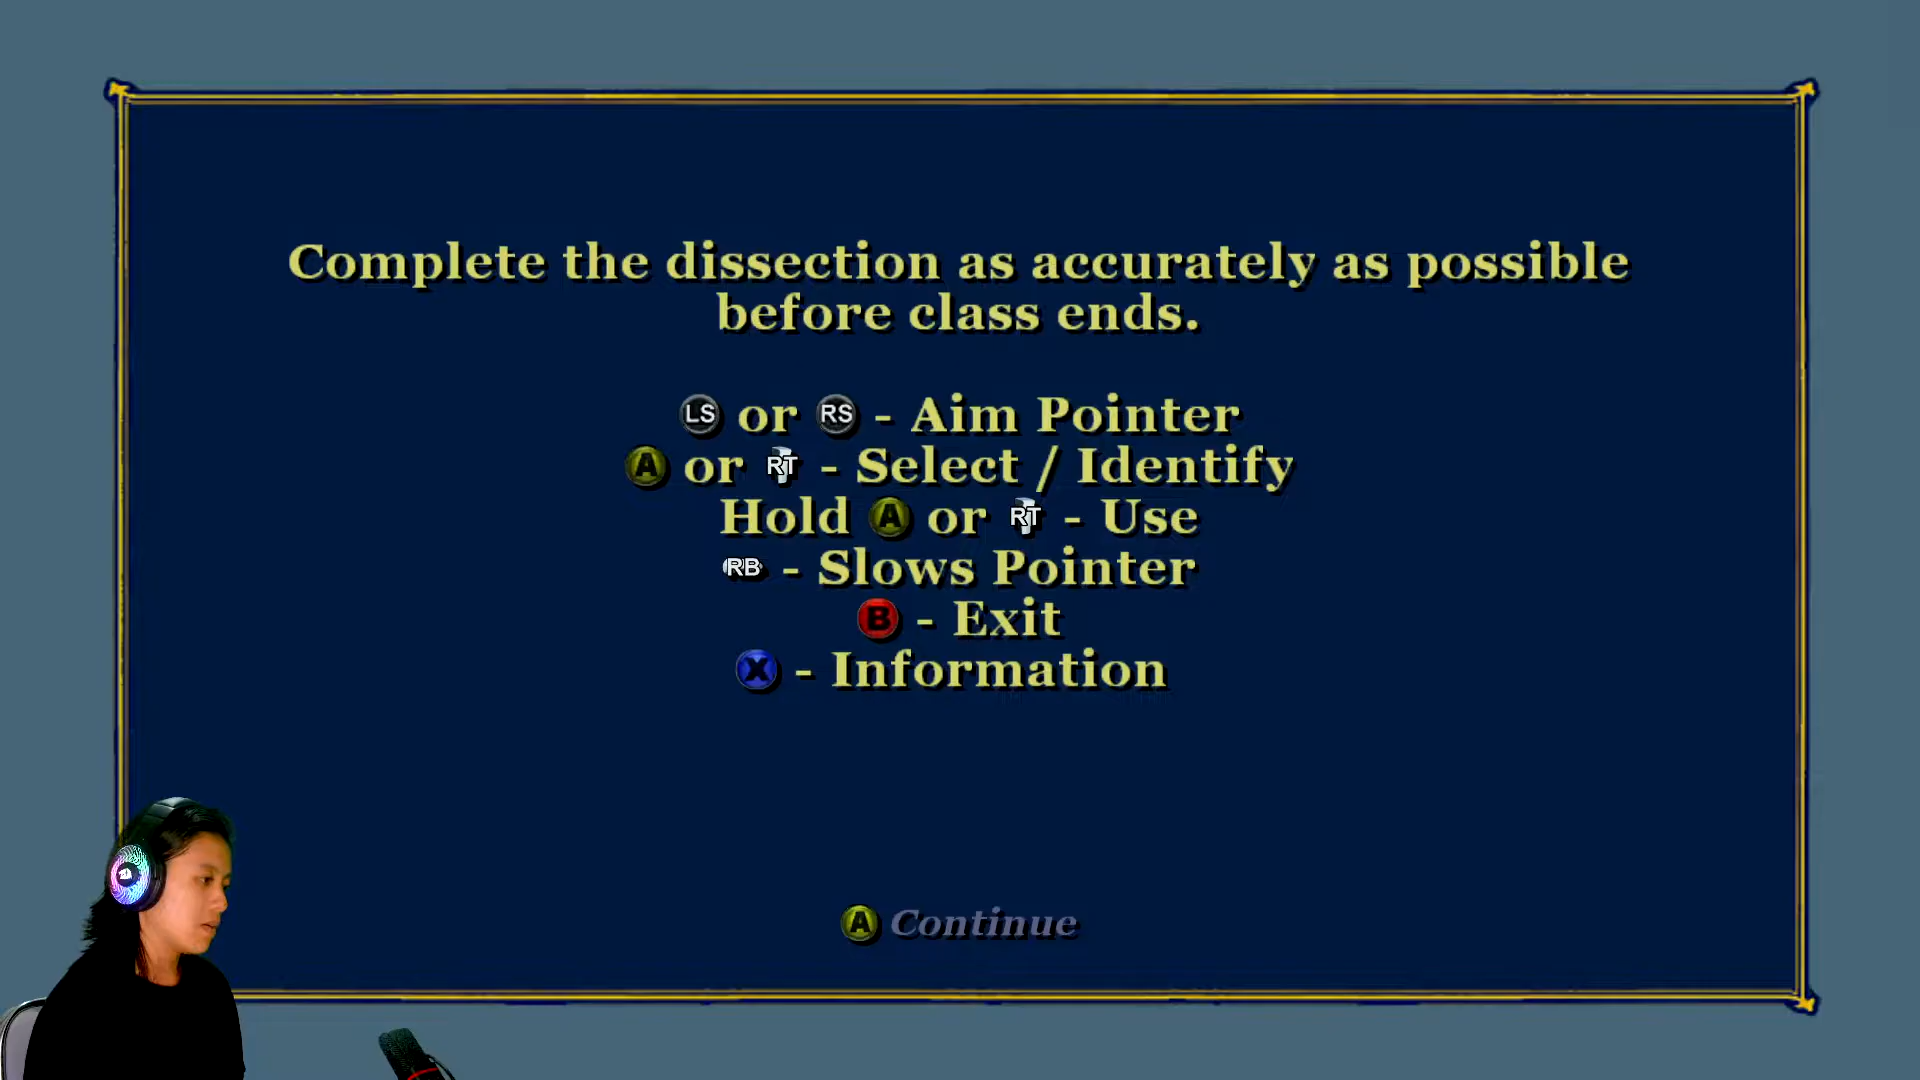 Complete the dissection as accurately as possible
before class ends.
LS or RS - Aim Pointer
A or RT - Select / Identify
Hold A or RT - Use
RB - Slows Pointer
B - Exit
X - Information
A Continue